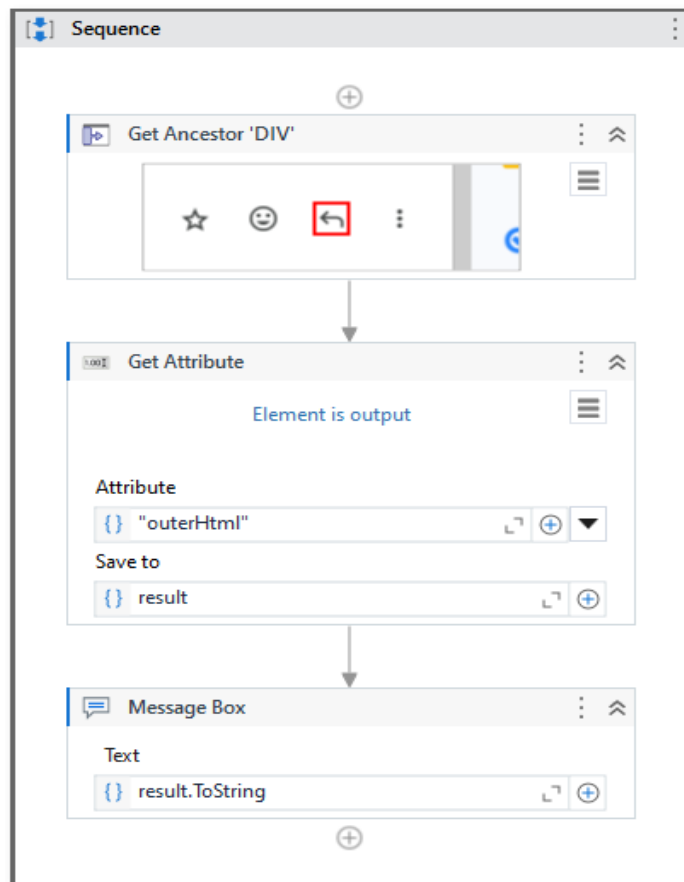 Sequence
Get Ancestor 'DIV'
Get Attribute
Element is output
Attribute
"outerHtml"
Save to
result
Message Box
Text
result.ToString